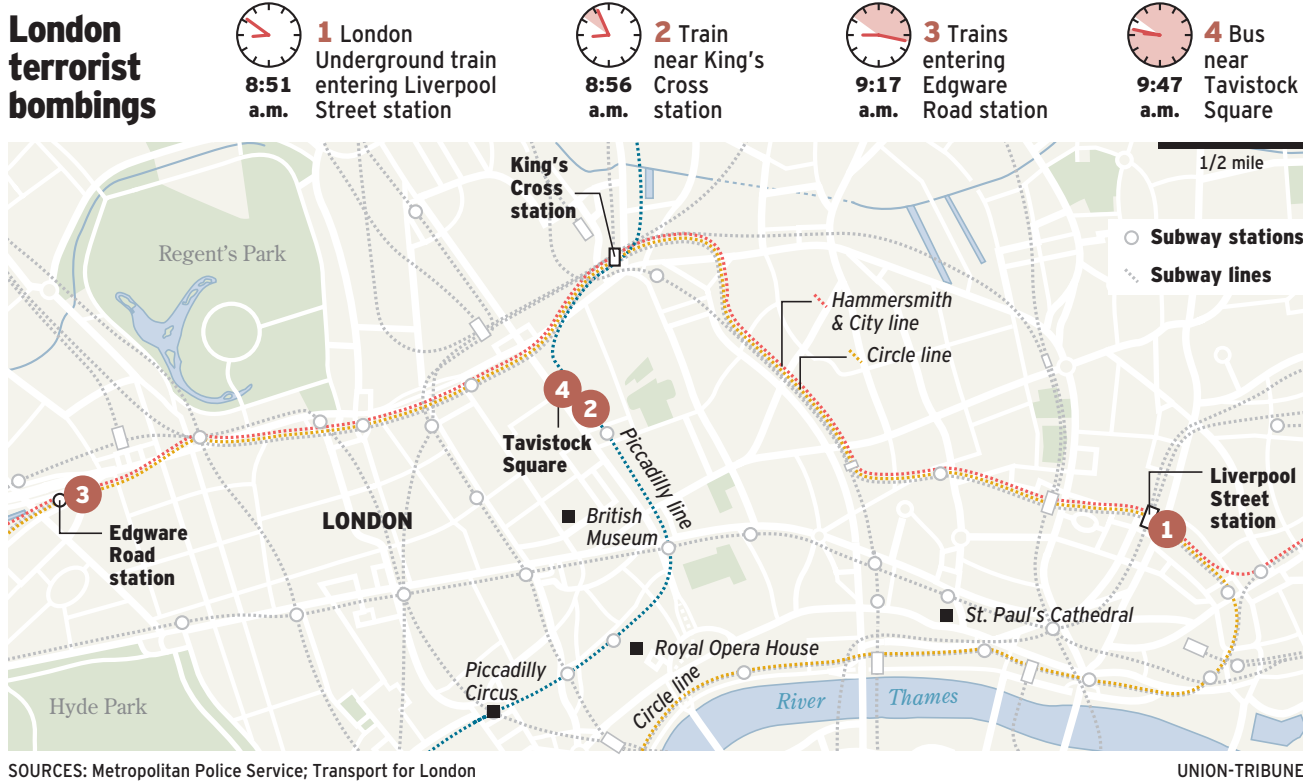 London
terrorist
bombings
8:51
a.m.
1 London
Underground train
entering Liverpool
Street station
8:56
a.m.
2 Train
near King's
Cross
station
9:17
a.m.
3 Trains
entering
Edgware
Road station
9:47
a.m.
4 Bus
near
Tavistock
Square
1/2 mile
Subway stations
Subway lines
King's
Cross
station
Regent's Park
Hammersmith
& City line
Circle line
4
2
Tavistock
Square
Piccadilly line
3
Edgware
Road
station
LONDON
British
Museum
Liverpool
Street
station
1
St. Paul's Cathedral
Royal Opera House
Piccadilly
Circus
Circle line
Hyde Park
River Thames
SOURCES: Metropolitan Police Service; Transport for London
UNION-TRIBUNE